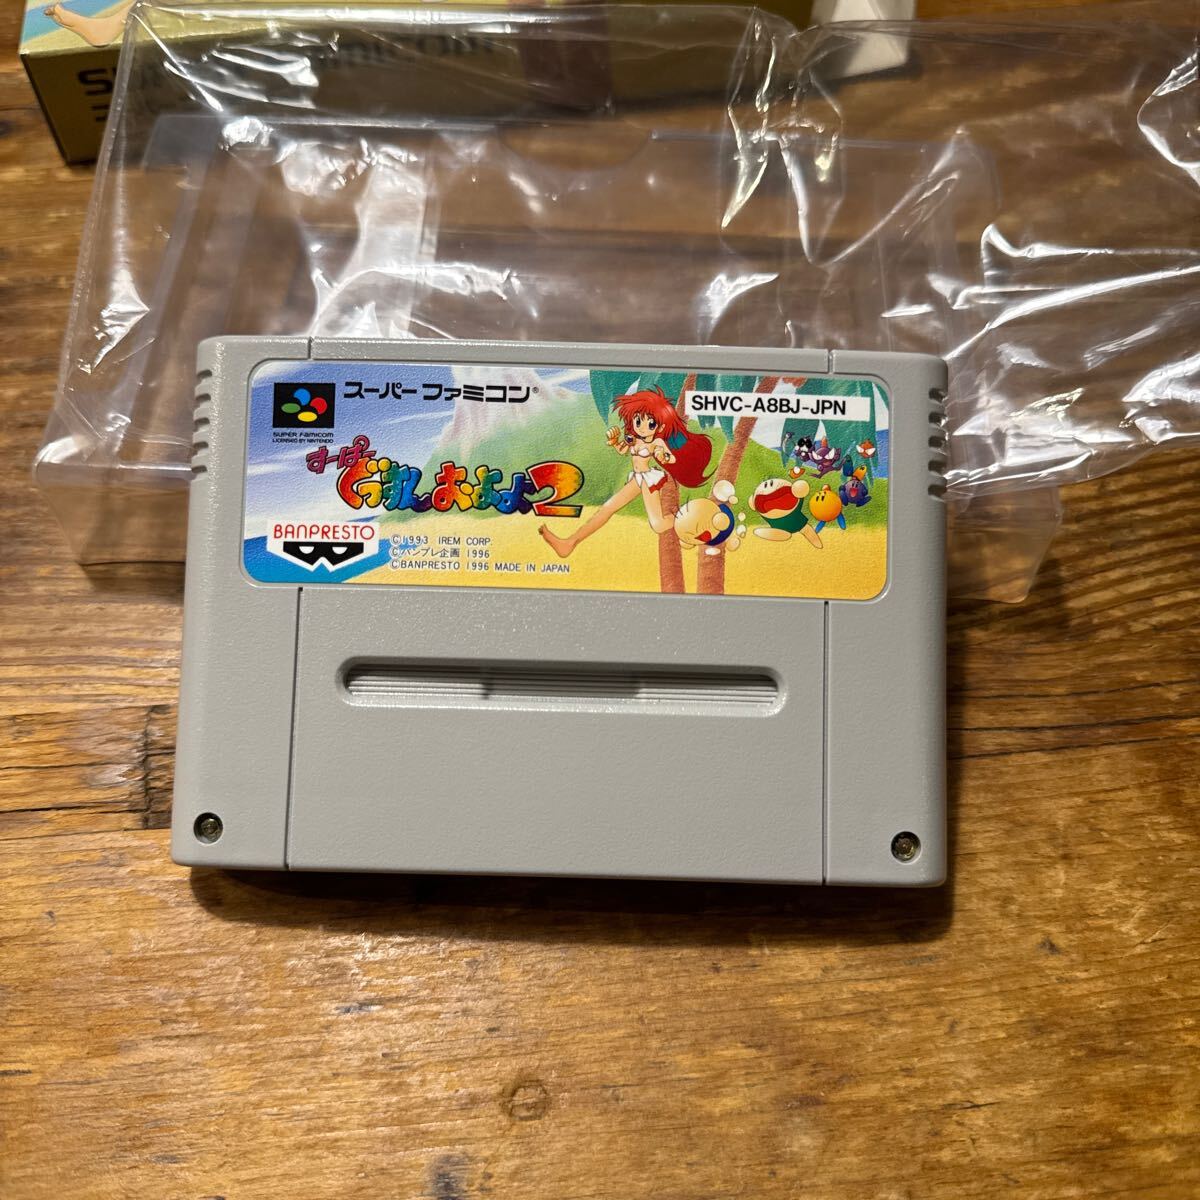 スーパーファミコン®
SHVC-A8BJ-JPN
SUPER FAMICOM
LICENSED BY NINTENDO
すーぱー
ぐっすんおよよ2
BANPRESTO
©1993 IREM CORP.
©バンプレ企画 1996
©BANPRESTO 1996 MADE IN JAPAN